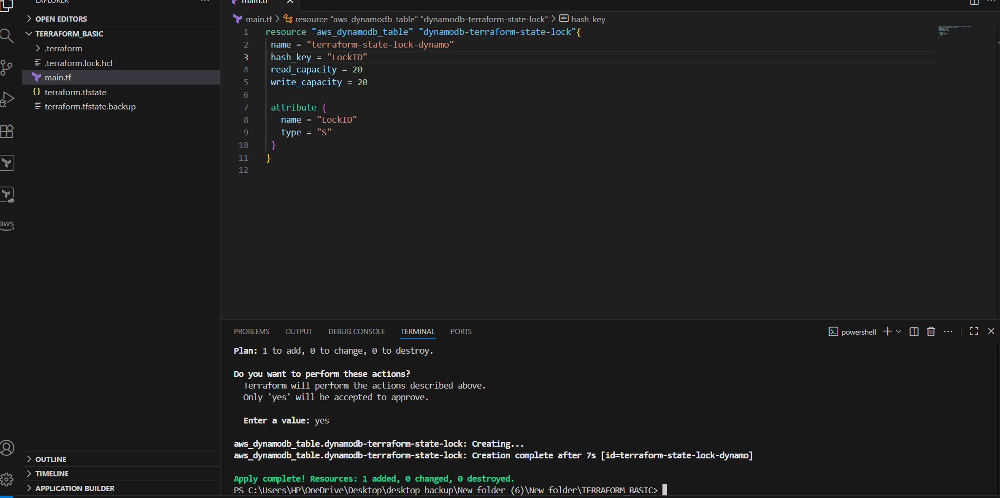 EXPLORER
OPEN EDITORS
TERRAFORM_BASIC
.terraform
.terraform.lock.hcl
main.tf
terraform.tfstate
terraform.tfstate.backup
aws
OUTLINE
TIMELINE
APPLICATION BUILDER
main.tf
main.tf > resource "aws_dynamodb_table" "dynamodb-terraform-state-lock" > abc hash_key
1 resource "aws_dynamodb_table" "dynamodb-terraform-state-lock"{
2 name = "terraform-state-lock-dynamo"
3 hash_key = "LockID"
4 read_capacity = 20
5 write_capacity = 20
6
7 attribute {
8 name = "LockID"
9 type = "S"
10 }
11 }
12
PROBLEMS OUTPUT DEBUG CONSOLE TERMINAL PORTS powershell
Plan: 1 to add, 0 to change, 0 to destroy.
Do you want to perform these actions?
Terraform will perform the actions described above.
Only 'yes' will be accepted to approve.
Enter a value: yes
aws_dynamodb_table.dynamodb-terraform-state-lock: Creating...
aws_dynamodb_table.dynamodb-terraform-state-lock: Creation complete after 7s [id=terraform-state-lock-dynamo]
Apply complete! Resources: 1 added, 0 changed, 0 destroyed.
PS C:\Users\HP\OneDrive\Desktop\desktop backup\New folder (6)\New folder\TERRAFORM_BASIC>